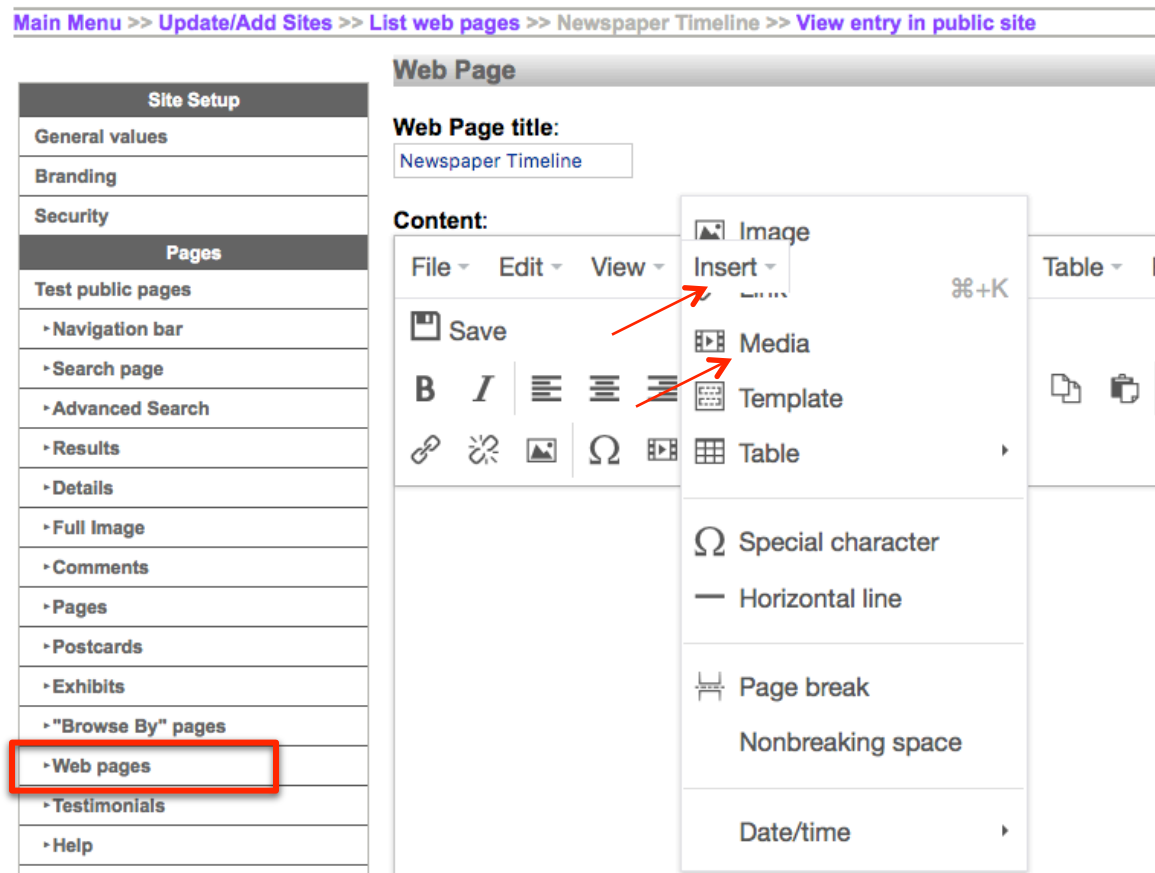 Main Menu >> Update/Add Sites >> List web pages >> Newspaper Timeline >> View entry in public site
Site Setup
General values
Branding
Security
Pages
Test public pages
Navigation bar
Search page
Advanced Search
Results
Details
Full Image
Comments
Pages
Postcards
Exhibits
"Browse By" pages
Web pages
Testimonials
Help
Web Page
Web Page title:
Newspaper Timeline
Content:
File Edit View Insert Table
Save
B I
Ω
Image
Link ⌘+K
Media
Template
Table
Ω Special character
Horizontal line
Page break
Nonbreaking space
Date/time